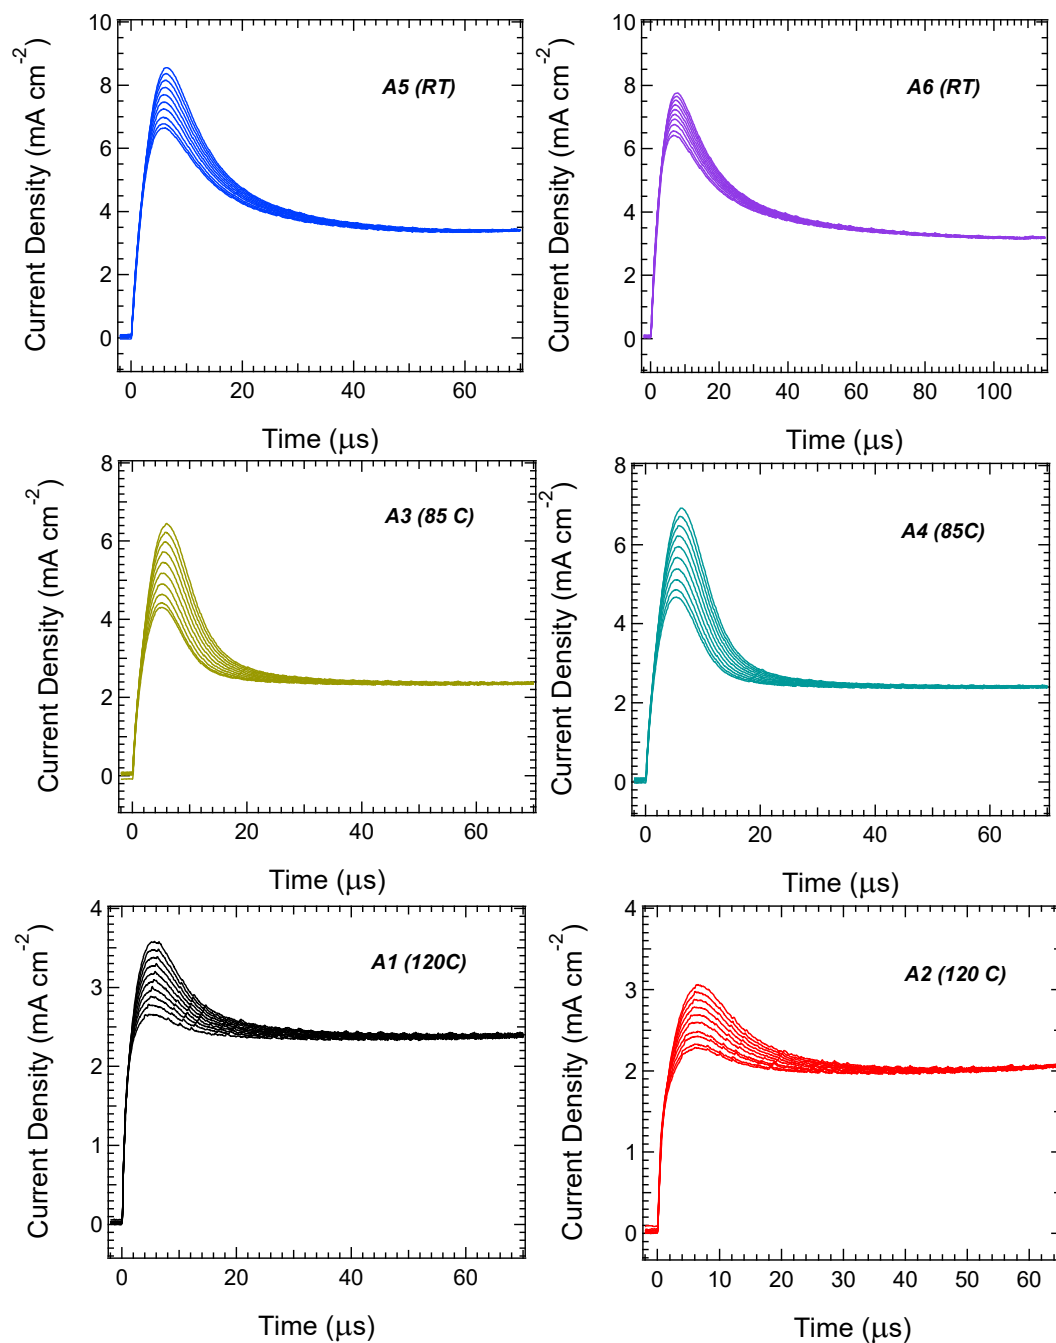 10
8
6
4
2
0
Current Density (mA cm-2)
A5 (RT)
0 20 40 60
Time (μs)
10
8
6
4
2
0
Current Density (mA cm-2)
A6 (RT)
0 20 40 60 80 100
Time (μs)
8
6
4
2
0
Current Density (mA cm-2)
A3 (85 C)
0 20 40 60
Time (μs)
8
6
4
2
0
Current Density (mA cm-2)
A4 (85C)
0 20 40 60
Time (μs)
4
3
2
1
0
Current Density (mA cm-2)
A1 (120C)
0 20 40 60
Time (μs)
4
3
2
1
0
Current Density (mA cm-2)
A2 (120 C)
0 10 20 30 40 50 60
Time (μs)